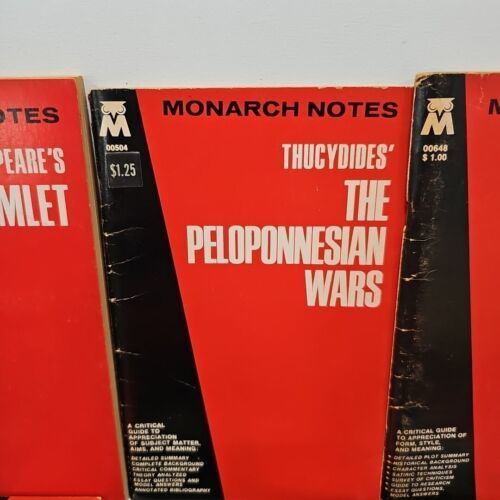 OTES
PEARE'S
MLET
M
MONARCH NOTES
00504
$1.25
THUCYDIDES'
THE
PELOPONNESIAN
WARS
A CRITICAL
GUIDE TO
APPRECIATION
OF SUBJECT MATTER,
AIMS, AND MEANING:
• DETAILED SUMMARY
• COMPLETE BACKGROUND
• CRITICAL COMMENTARY
• THEORY ANALYZED
• ESSAY QUESTIONS AND
MODEL ANSWERS
• ANNOTATED BIBLIOGRAPHY
M
M
00648
$ 1.00
A CRITICAL GUIDE
TO APPRECIATION OF
FORM, STYLE,
AND MEANING:
• DETAILED PLOT SUMMARY
• HISTORICAL BACKGROUND
• CHARACTER ANALYSIS
• SATIRIC TECHNIQUES
• SURVEY OF CRITICISM
• GUIDE TO RESEARCH
• ESSAY QUESTIONS,
MODEL ANSWERS